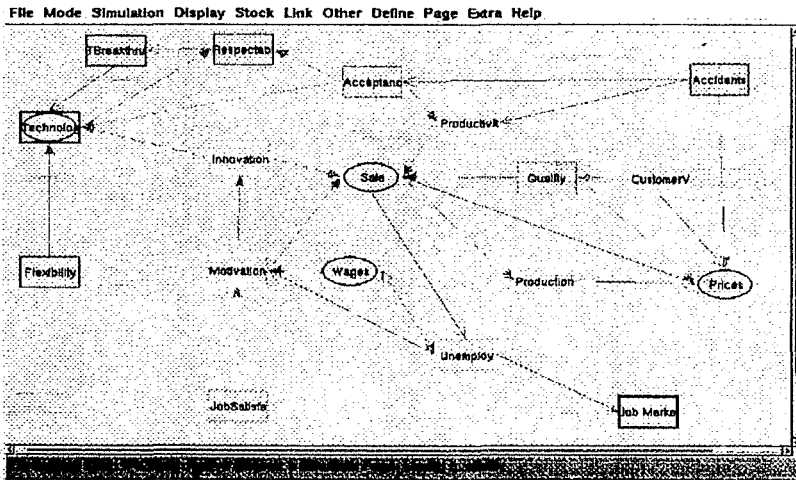 File Mode Simulation Display Stock Link Other Define Page Extra Help
TBreakthru
Respectab
Acceptanc
Accidents
Technolog
Productivit
Innovation
Sale
Quality
CustomerV
Flexibility
Motivation
Wages
Production
Prices
Unemploy
JobSatisfa
Job Marke